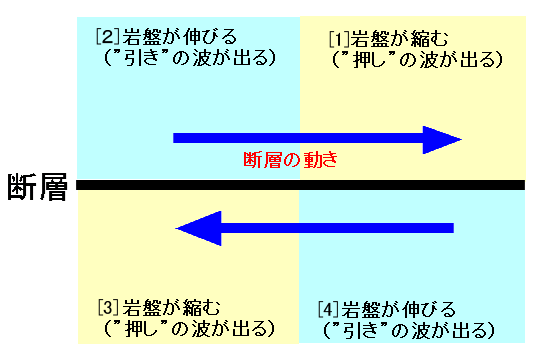 [2]岩盤が伸びる
(”引き”の波が出る)
[1]岩盤が縮む
(”押し”の波が出る)
断層の動き
断層
[3]岩盤が縮む
(”押し”の波が出る)
[4]岩盤が伸びる
(”引き”の波が出る)